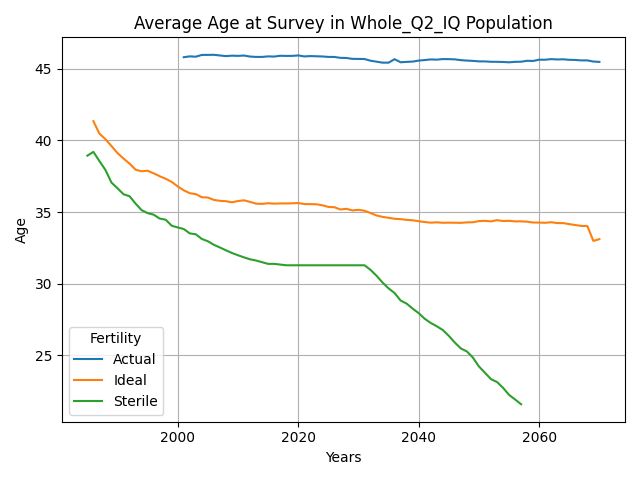 Average Age at Survey in Whole_Q2_IQ Population
Age
45
40
35
30
25
Fertility
Actual
Ideal
Sterile
2000
2020
2040
2060
Years